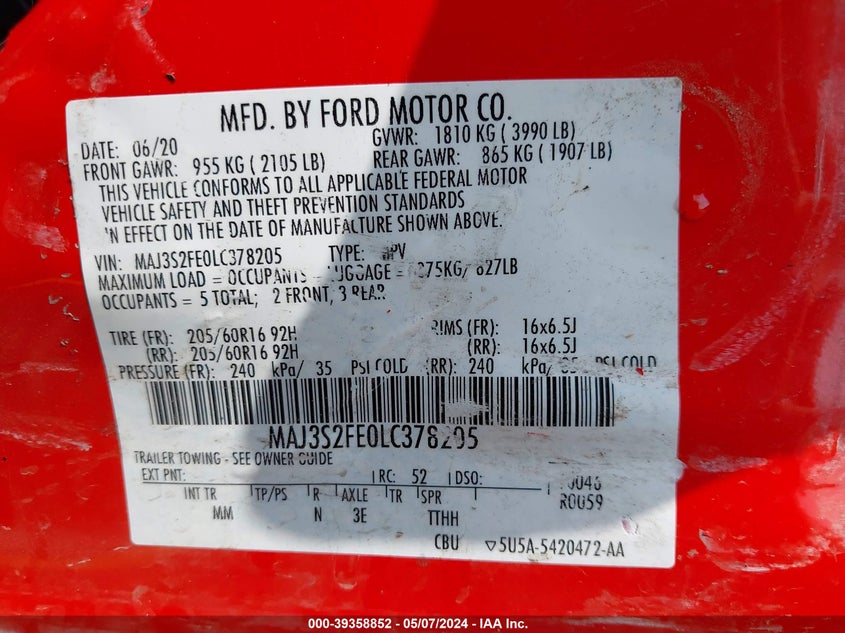 MFD. BY FORD MOTOR CO.
DATE: 06/20 GVWR: 1810 KG ( 3990 LB)
FRONT GAWR: 955 KG ( 2105 LB) REAR GAWR: 865 KG ( 1907 LB)
THIS VEHICLE CONFORMS TO ALL APPLICABLE FEDERAL MOTOR
VEHICLE SAFETY AND THEFT PREVENTION STANDARDS
'N EFFECT ON THE DATE OF MANUFACTURE SHOWN ABOVE.
VIN: MAJ3S2FE0LC378205 TYPE:
MAXIMUM LOAD = OCCUPANTS = 827LB
OCCUPANTS = 5 TOTAL; 2 FRONT, 3 REAR
TIRE (FR): 205/60R16 92H RIMS (FR): 16x6.5J
(RR): 205/60R16 92H (RR): 16x6.5J
PRESSURE (FR): 240 kPa/ 35 PSI COLD (RR): 240 kPa/ PSI COLD
MAJ3S2FE0LC378205
TRAILER TOWING - SEE OWNER GUIDE
EXT PNT: RC: 52 DSO:
R0059
INT TR TP/PS R AXLE TR SPR
MM N 3E TTHH
CBU ▽5U5A-5420472-AA
000-39358852 / 05/07/2024 - IAA Inc.